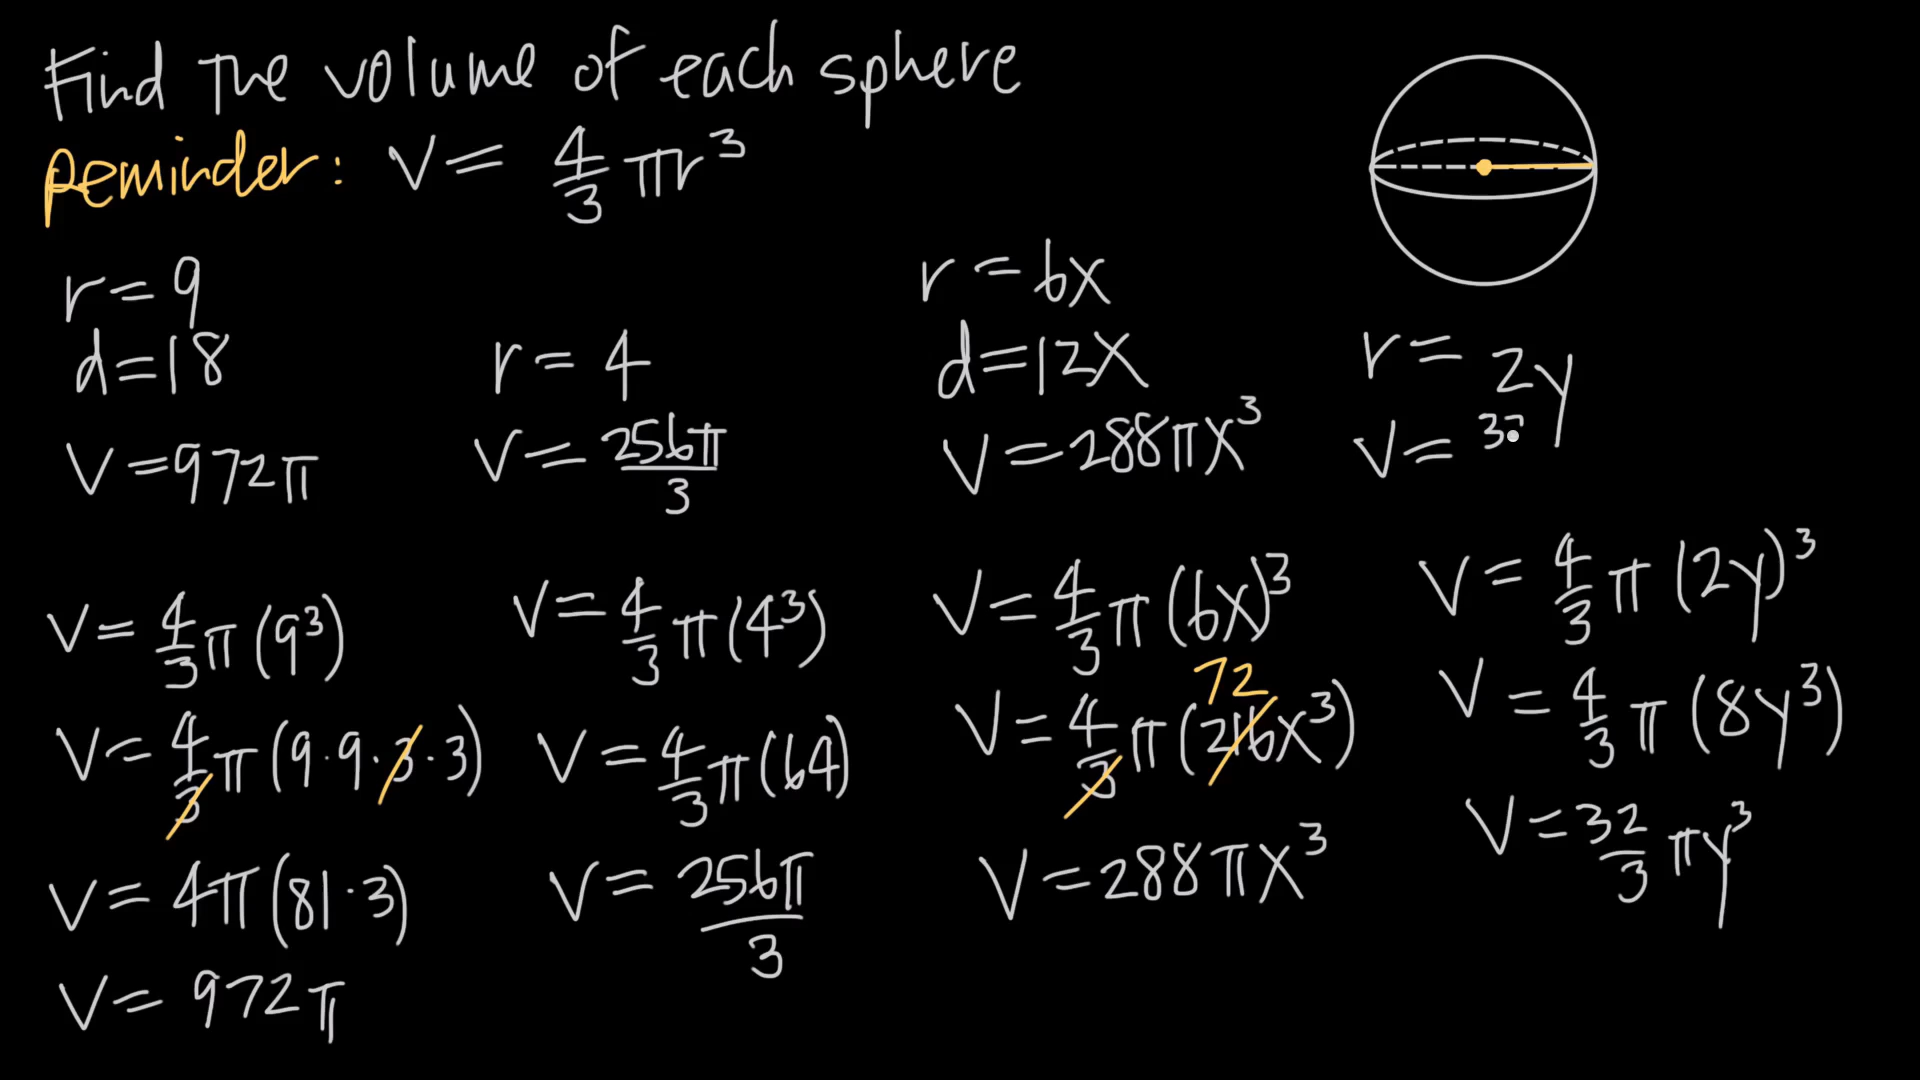 Find the volume of each sphere
Reminder: V = 4/3 πr³
r = 9
d = 18
V = 972π
r = 4
V = 256π/3
r = 6x
d = 12x
V = 288πx³
r = 2y
V = 3
V = 4/3 π (9³)
V = 4/3 π (9·9·3·3)
V = 4π (81·3)
V = 972π
V = 4/3 π (4³)
V = 4/3 π (64)
V = 256π/3
V = 4/3 π (6x)³
72
V = 4/3 π (216x³)
V = 288πx³
V = 4/3 π (2y)³
V = 4/3 π (8y³)
V = 32/3 πy³